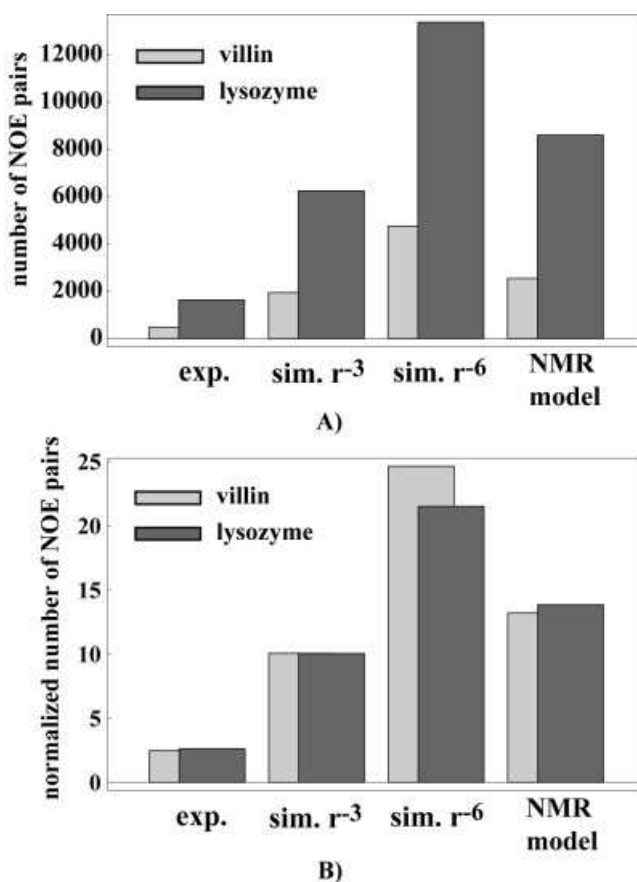 number of NOE pairs
12000
10000
8000
6000
4000
2000
0
villin
lysozyme
exp.
sim. r-3
sim. r-6
NMR
model
A)
normalized number of NOE pairs
25
20
15
10
5
0
villin
lysozyme
exp.
sim. r-3
sim. r-6
NMR
model
B)